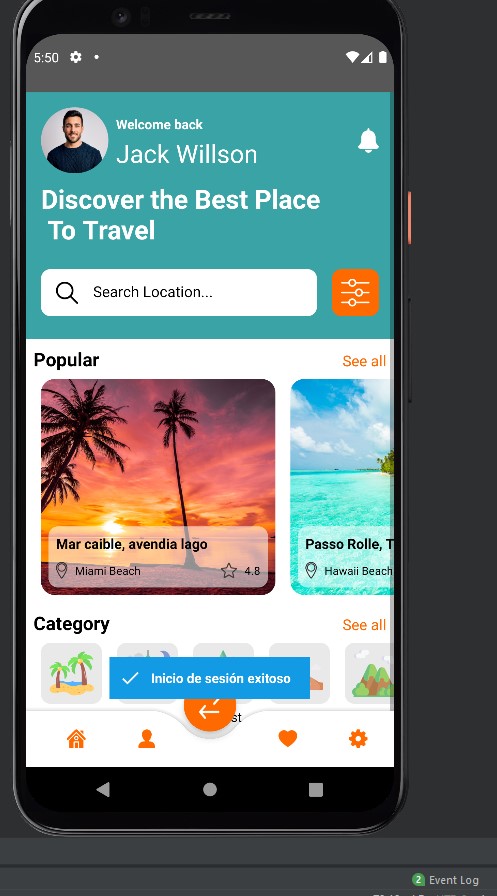 5:50
Welcome back
Jack Willson
Discover the Best Place
To Travel
Search Location...
Popular
See all
Mar caible, avendia lago
Miami Beach
4.8
Passo Rolle, T
Hawaii Beach
Category
See all
Inicio de sesión exitoso
st
2 Event Log